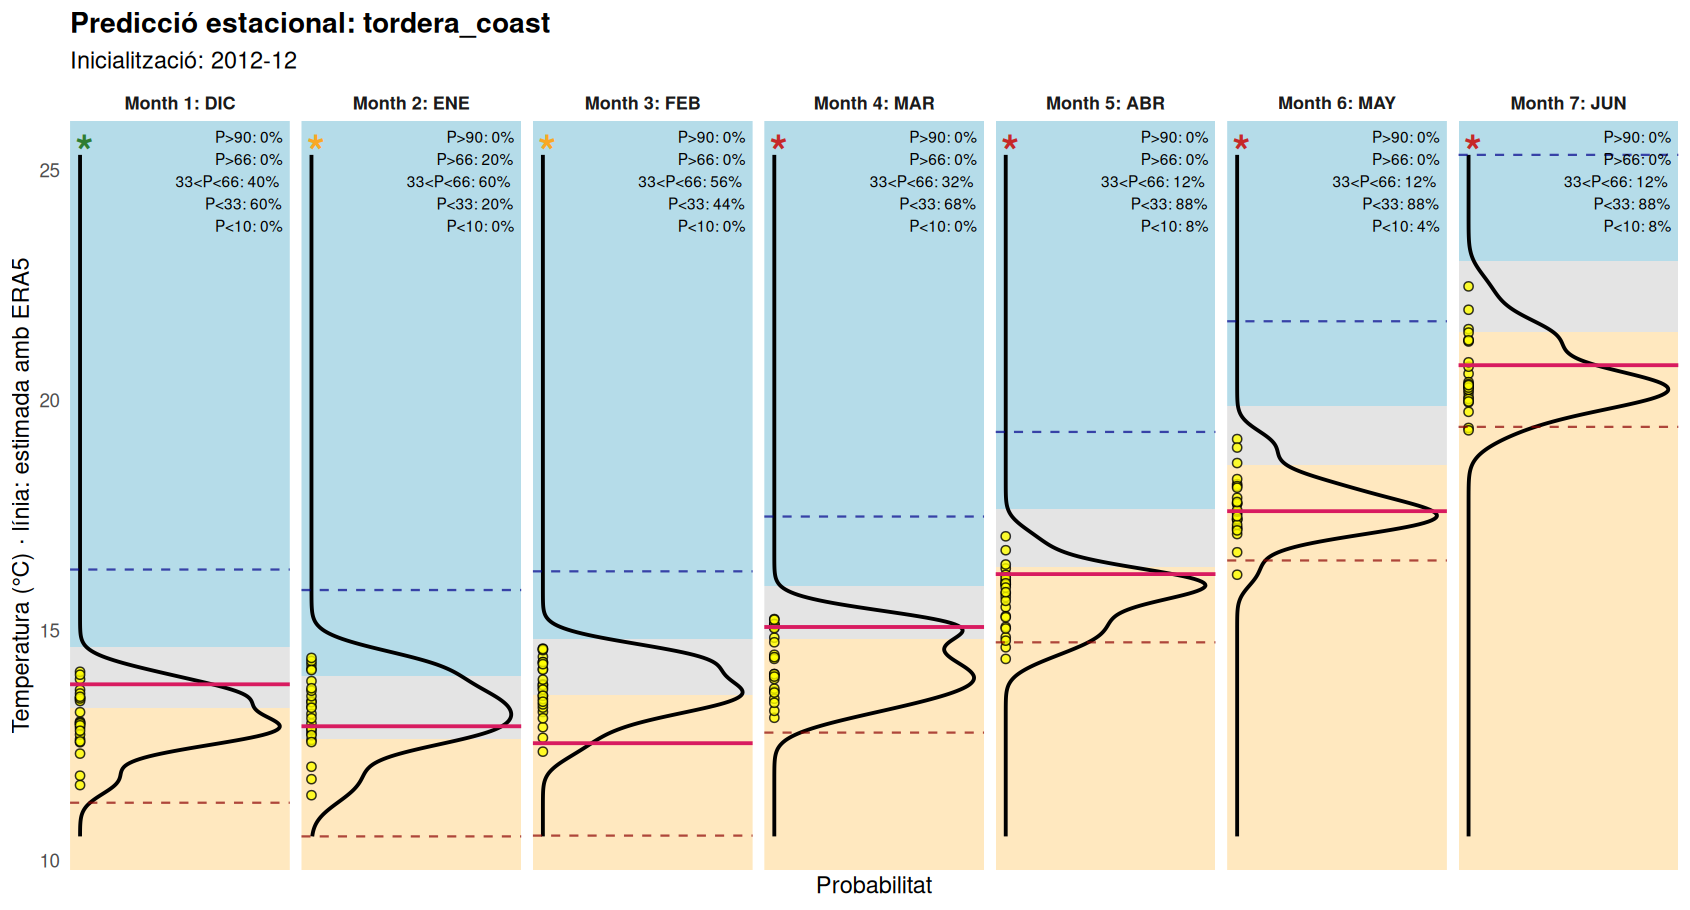 Predicció estacional: tordera_coast
Inicialització: 2012-12
Month 1: DIC
Month 2: ENE
Month 3: FEB
Month 4: MAR
Month 5: ABR
Month 6: MAY
Month 7: JUN
*
P>90: 0%
P>66: 0%
33<P<66: 40%
P<33: 60%
P<10: 0%
*
P>90: 0%
P>66: 20%
33<P<66: 60%
P<33: 20%
P<10: 0%
*
P>90: 0%
P>66: 0%
33<P<66: 56%
P<33: 44%
P<10: 0%
*
P>90: 0%
P>66: 0%
33<P<66: 32%
P<33: 68%
P<10: 0%
*
P>90: 0%
P>66: 0%
33<P<66: 12%
P<33: 88%
P<10: 8%
*
P>90: 0%
P>66: 0%
33<P<66: 12%
P<33: 88%
P<10: 4%
*
P>90: 0%
P>66: 0%
33<P<66: 12%
P<33: 88%
P<10: 8%
25
20
15
10
Temperatura (°C) · línia: estimada amb ERA5
Probabilitat